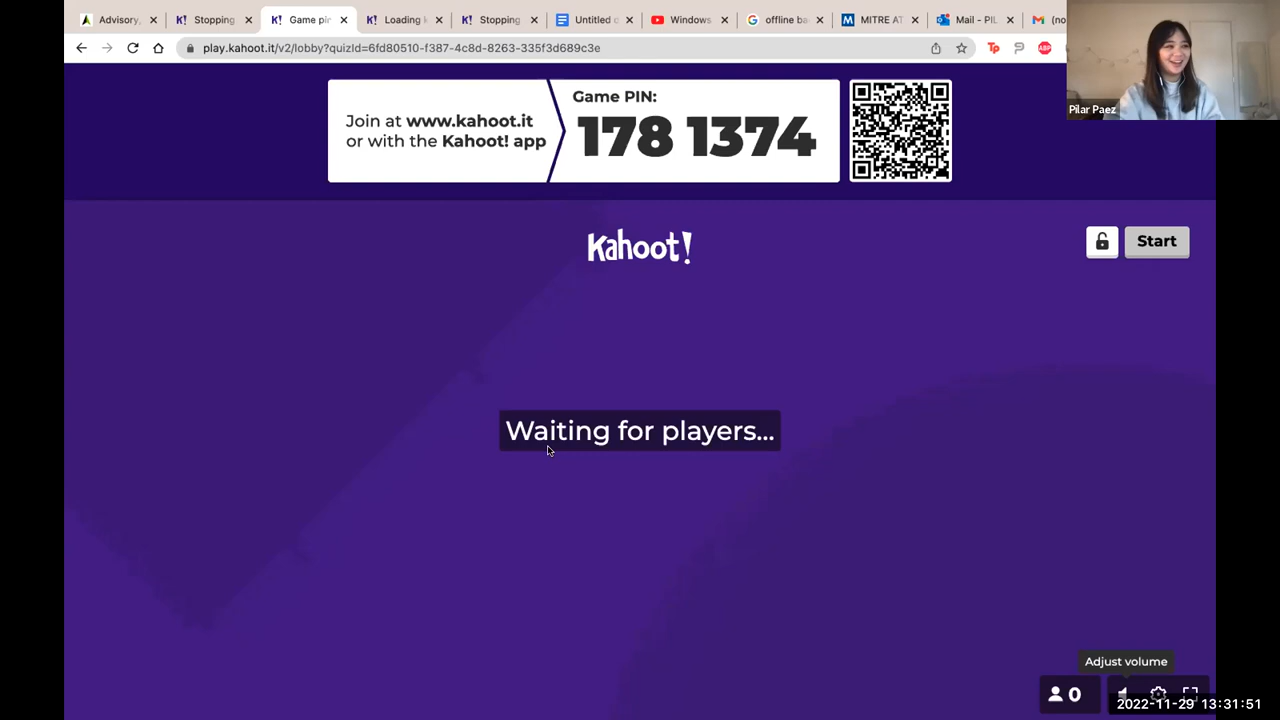 Advisory,
Stopping
Game pin
Loading k
Stopping
Untitled d
Windows
offline ba
MITRE AT
Mail - PIL
(no
play.kahoot.it/v2/lobby?quizId=6fd80510-f387-4c8d-8263-335f3d689c3e
Pilar Paez
Join at www.kahoot.it
or with the Kahoot! app
Game PIN:
178 1374
Kahoot!
Start
Waiting for players...
Adjust volume
0
2022-11-29 13:31:51